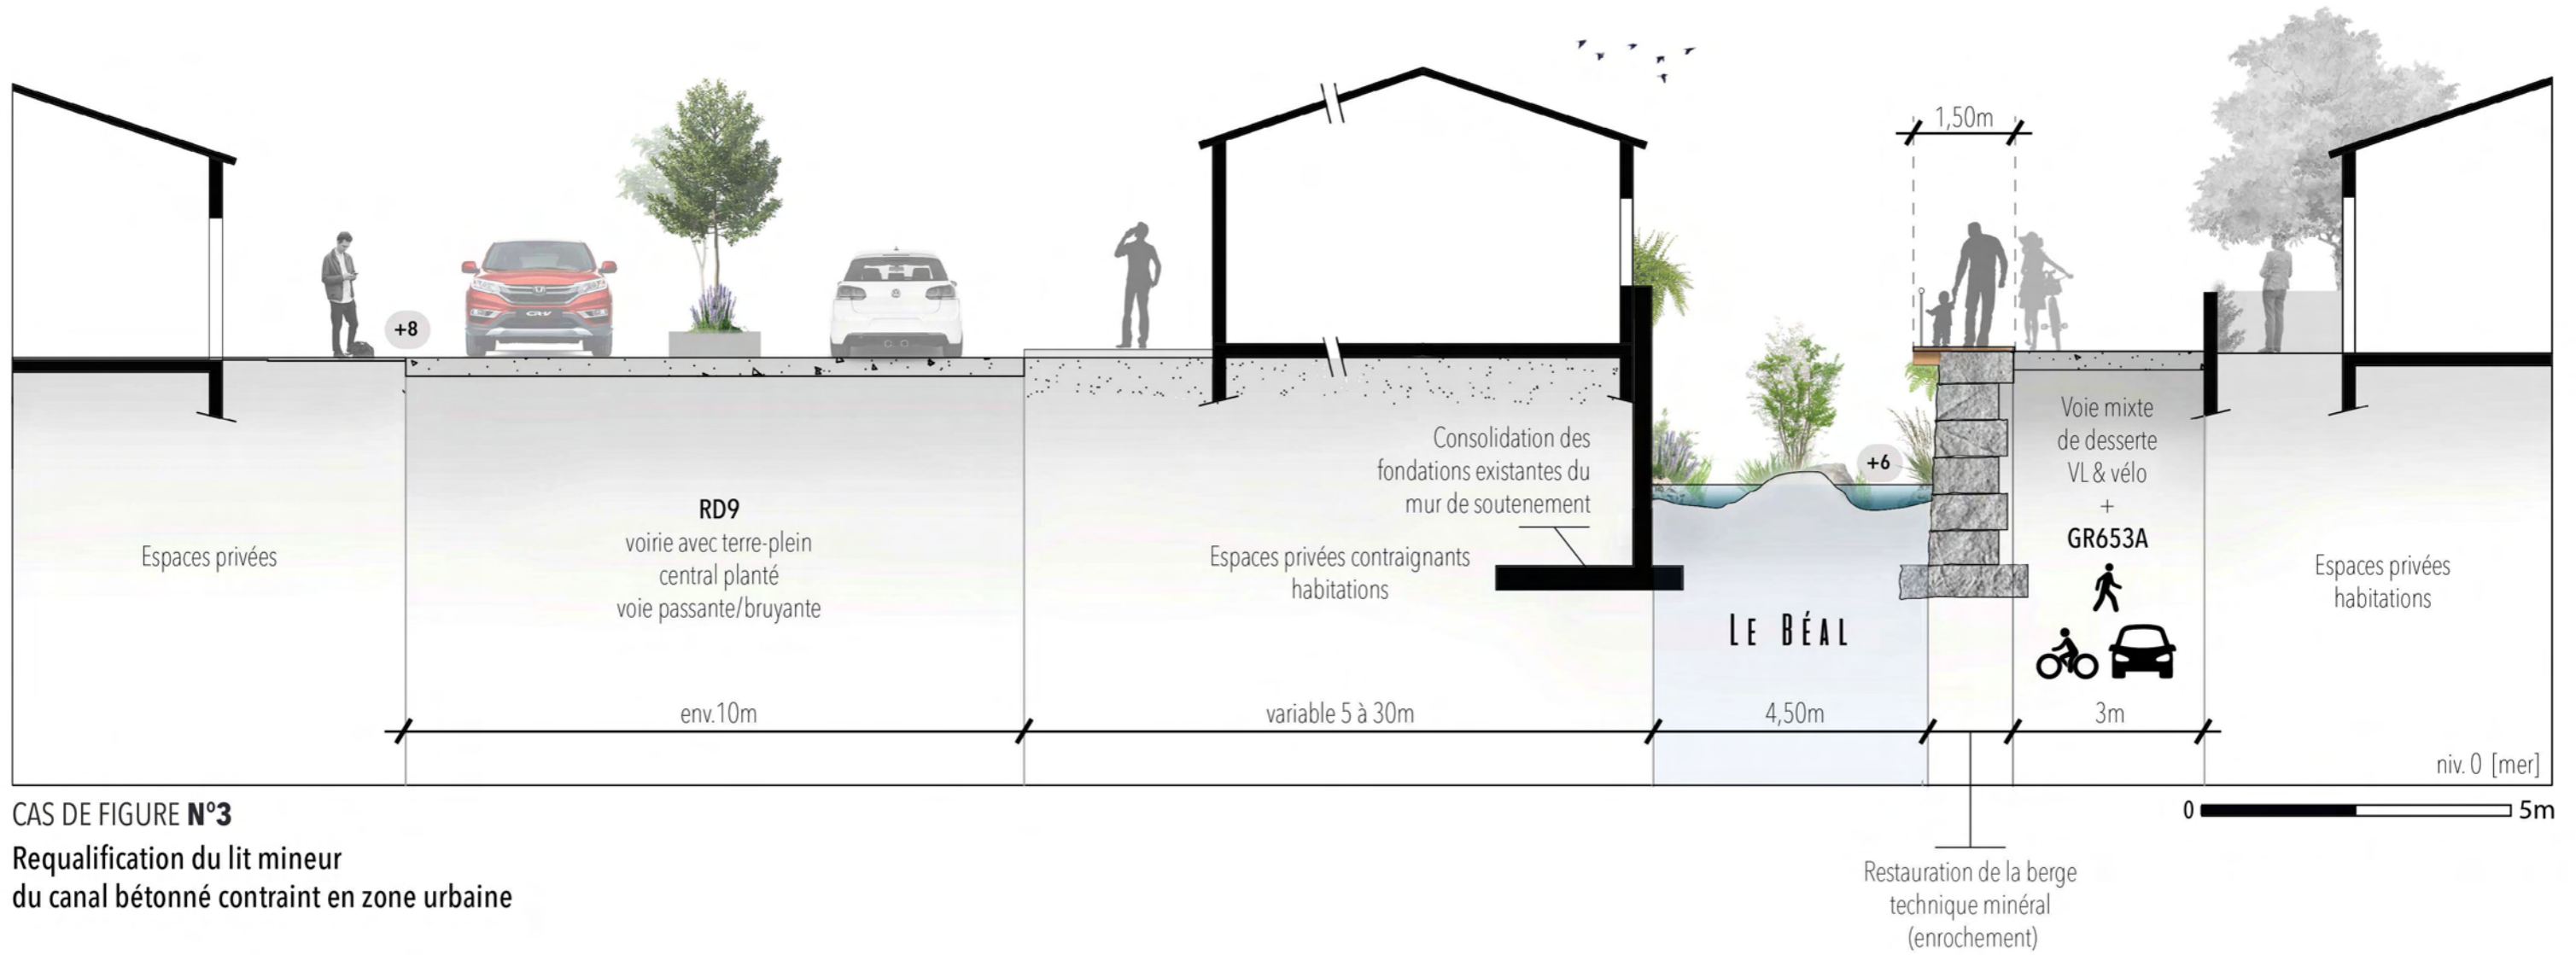 1,50m
+8
CR-V
Consolidation des
fondations existantes du
mur de soutenement
+6
Voie mixte
de desserte
VL & vélo
+
GR653A
RD9
voirie avec terre-plein
central planté
voie passante/bruyante
Espaces privées
Espaces privées contraignants
habitations
LE BÉAL
Espaces privées
habitations
env.10m
variable 5 à 30m
4,50m
3m
niv. 0 [mer]
0 5m
CAS DE FIGURE N°3
Requalification du lit mineur
du canal bétonné contraint en zone urbaine
Restauration de la berge
technique minéral
(enrochement)